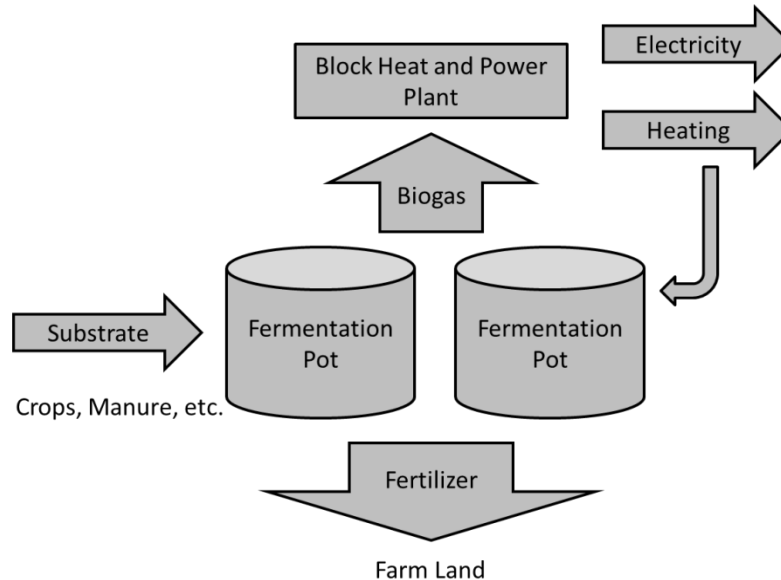 Electricity
Block Heat and Power
Plant
Heating
Biogas
Substrate
Fermentation
Pot
Fermentation
Pot
Crops, Manure, etc.
Fertilizer
Farm Land